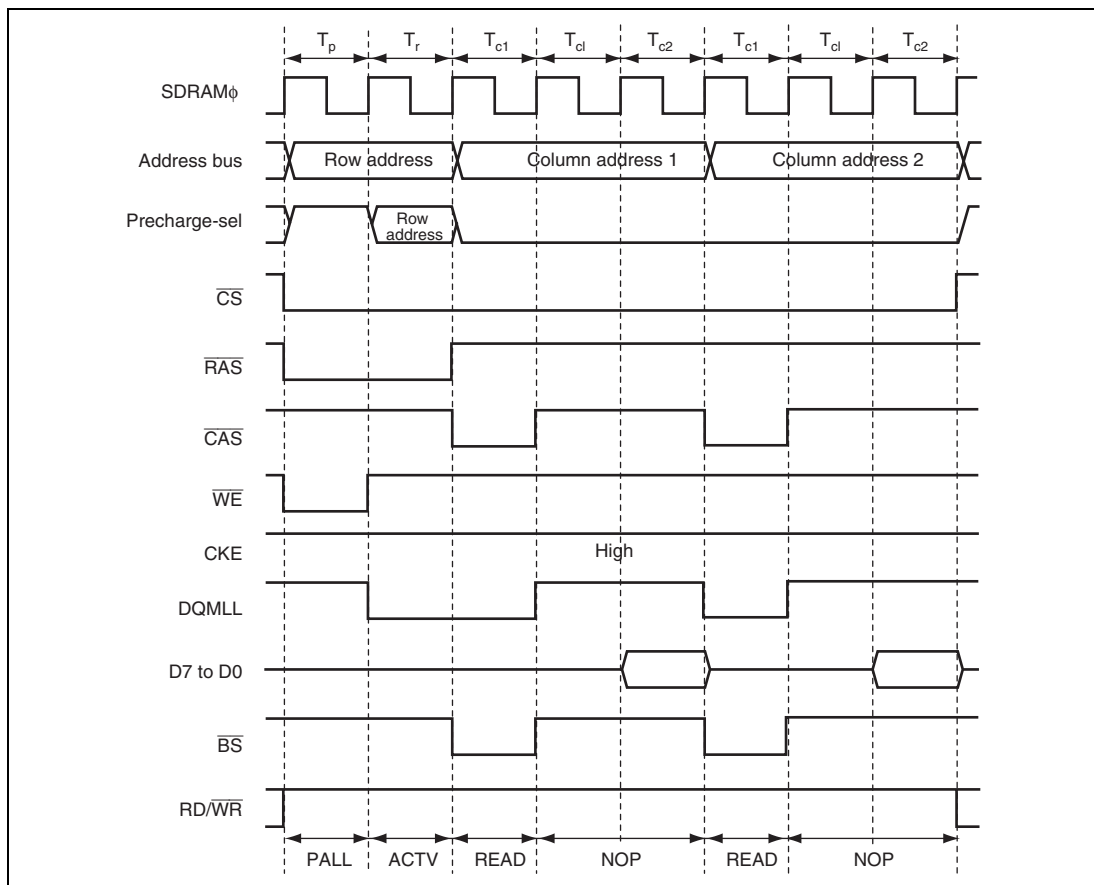 Tp Tr Tc1 Tcl Tc2 Tc1 Tcl Tc2
SDRAMφ
Address bus Row address Column address 1 Column address 2
Precharge-sel Row
address
CS
RAS
CAS
WE
CKE High
DQMLL
D7 to D0
BS
RD/WR
PALL ACTV READ NOP READ NOP